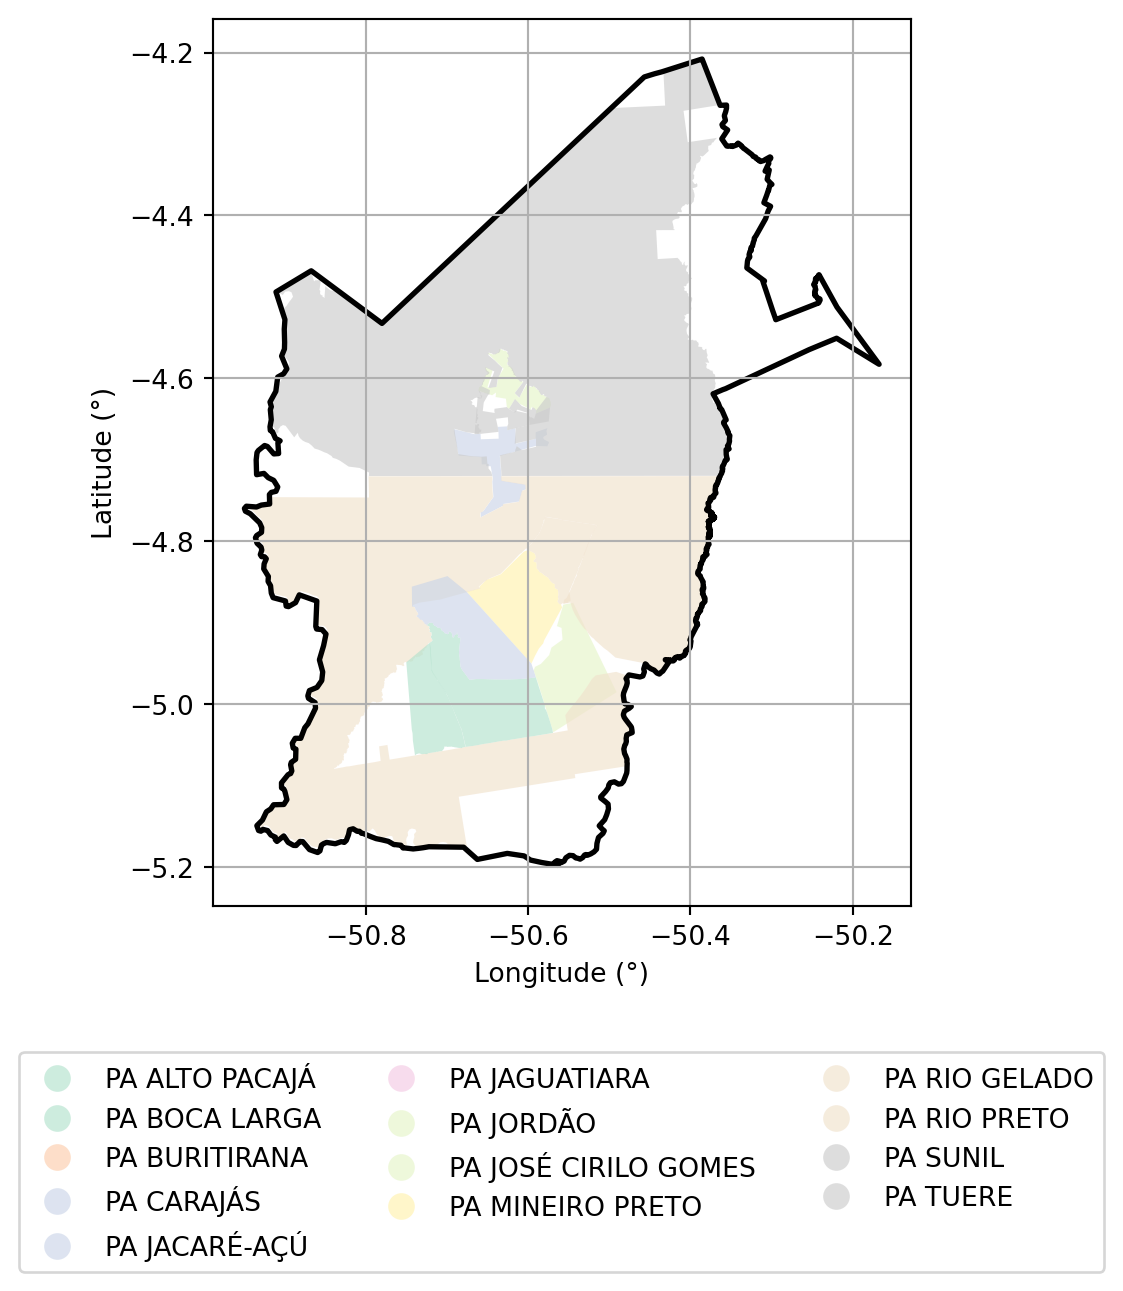 −4.2
−4.4
−4.6
−4.8
−5.0
−5.2
Latitude (°)
−50.8 −50.6 −50.4 −50.2
Longitude (°)
PA ALTO PACAJÁ
PA BOCA LARGA
PA BURITIRANA
PA CARAJÁS
PA JACARÉ-AÇÚ
PA JAGUATIARA
PA JORDÃO
PA JOSÉ CIRILO GOMES
PA MINEIRO PRETO
PA RIO GELADO
PA RIO PRETO
PA SUNIL
PA TUERE